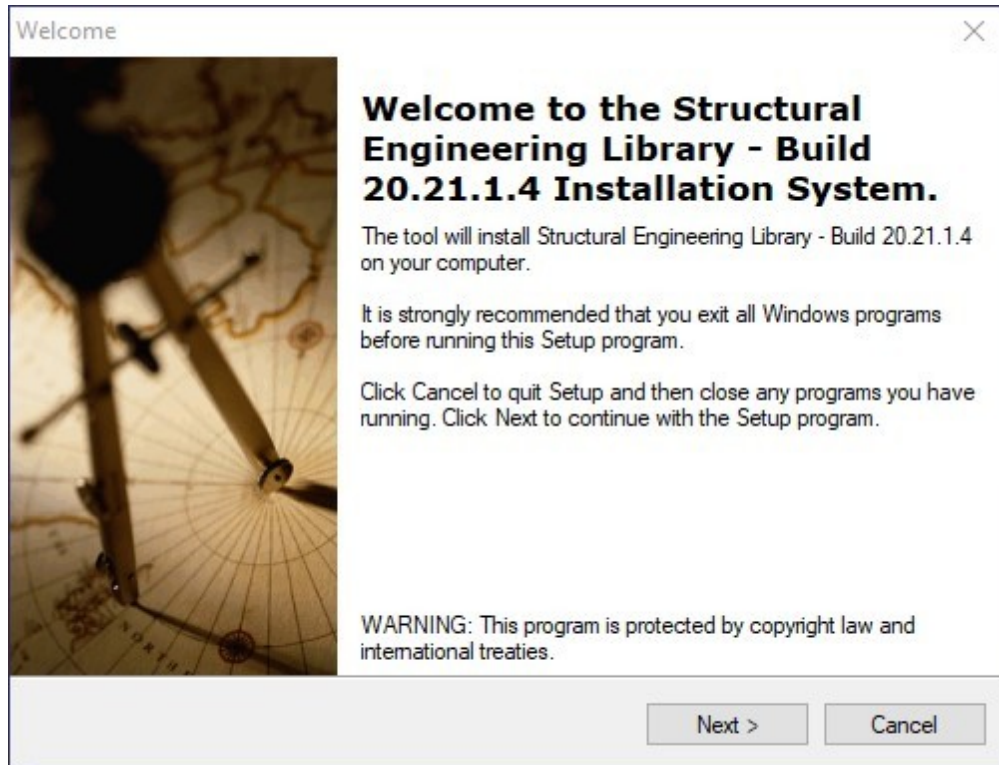 Welcome
Welcome to the Structural
Engineering Library - Build
20.21.1.4 Installation System.
The tool will install Structural Engineering Library - Build 20.21.1.4
on your computer.
It is strongly recommended that you exit all Windows programs
before running this Setup program.
Click Cancel to quit Setup and then close any programs you have
running. Click Next to continue with the Setup program.
WARNING: This program is protected by copyright law and
international treaties.
Next >
Cancel